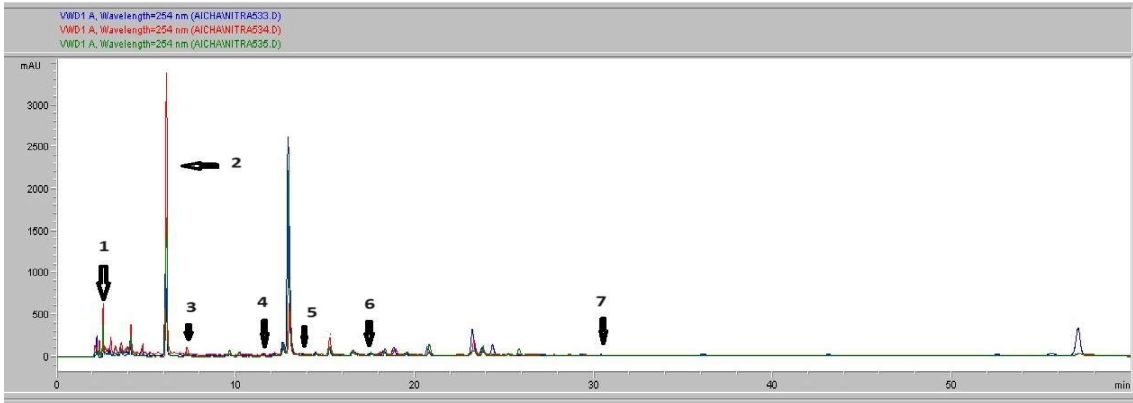 VWD1 A, Wavelength=254 nm (AICHA\NITRA533.D)
VWD1 A, Wavelength=254 nm (AICHA\NITRA534.D)
VWD1 A, Wavelength=254 nm (AICHA\NITRA535.D)
mAU
3000
2500
2000
1500
1000
500
0
1
2
3
4
5
6
7
0 10 20 30 40 50 min